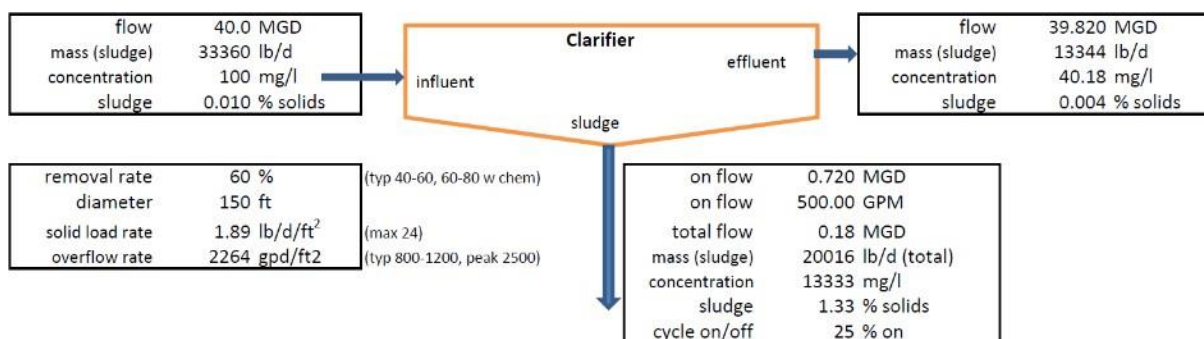 flow 40.0 MGD
mass (sludge) 33360 lb/d
concentration 100 mg/l
sludge 0.010 % solids
Clarifier
influent
effluent
sludge
flow 39.820 MGD
mass (sludge) 13344 lb/d
concentration 40.18 mg/l
sludge 0.004 % solids
removal rate 60 % (typ 40-60, 60-80 w chem)
diameter 150 ft
solid load rate 1.89 lb/d/ft² (max 24)
overflow rate 2264 gpd/ft2 (typ 800-1200, peak 2500)
on flow 0.720 MGD
on flow 500.00 GPM
total flow 0.18 MGD
mass (sludge) 20016 lb/d (total)
concentration 13333 mg/l
sludge 1.33 % solids
cycle on/off 25 % on